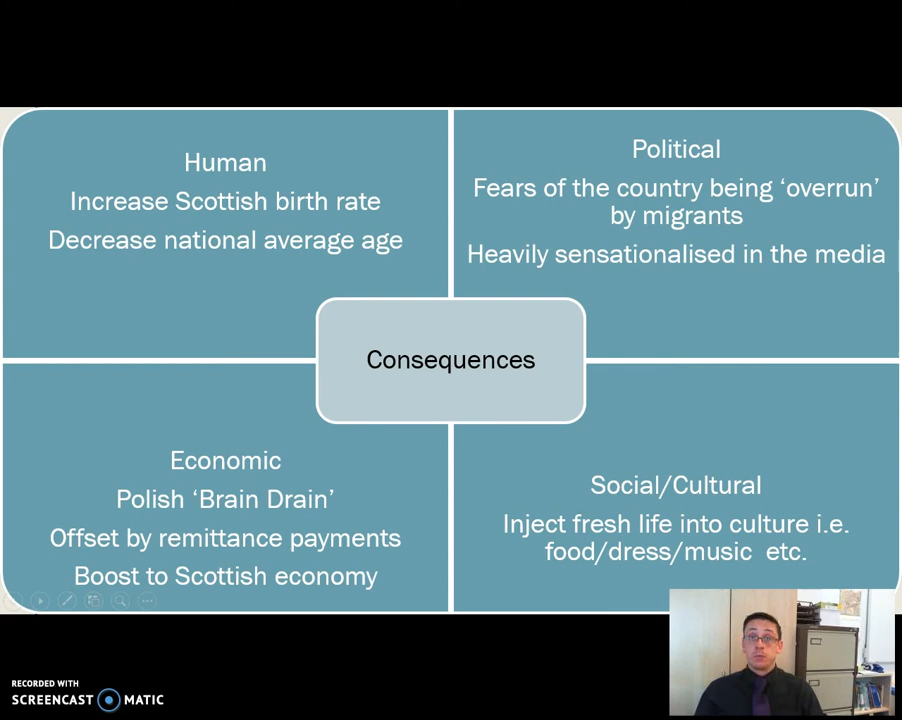 Human
Increase Scottish birth rate
Decrease national average age
Political
Fears of the country being ‘overrun’
by migrants
Heavily sensationalised in the media
Consequences
Economic
Polish ‘Brain Drain’
Offset by remittance payments
Boost to Scottish economy
Social/Cultural
Inject fresh life into culture i.e.
food/dress/music etc.
RECORDED WITH
SCREENCAST MATIC